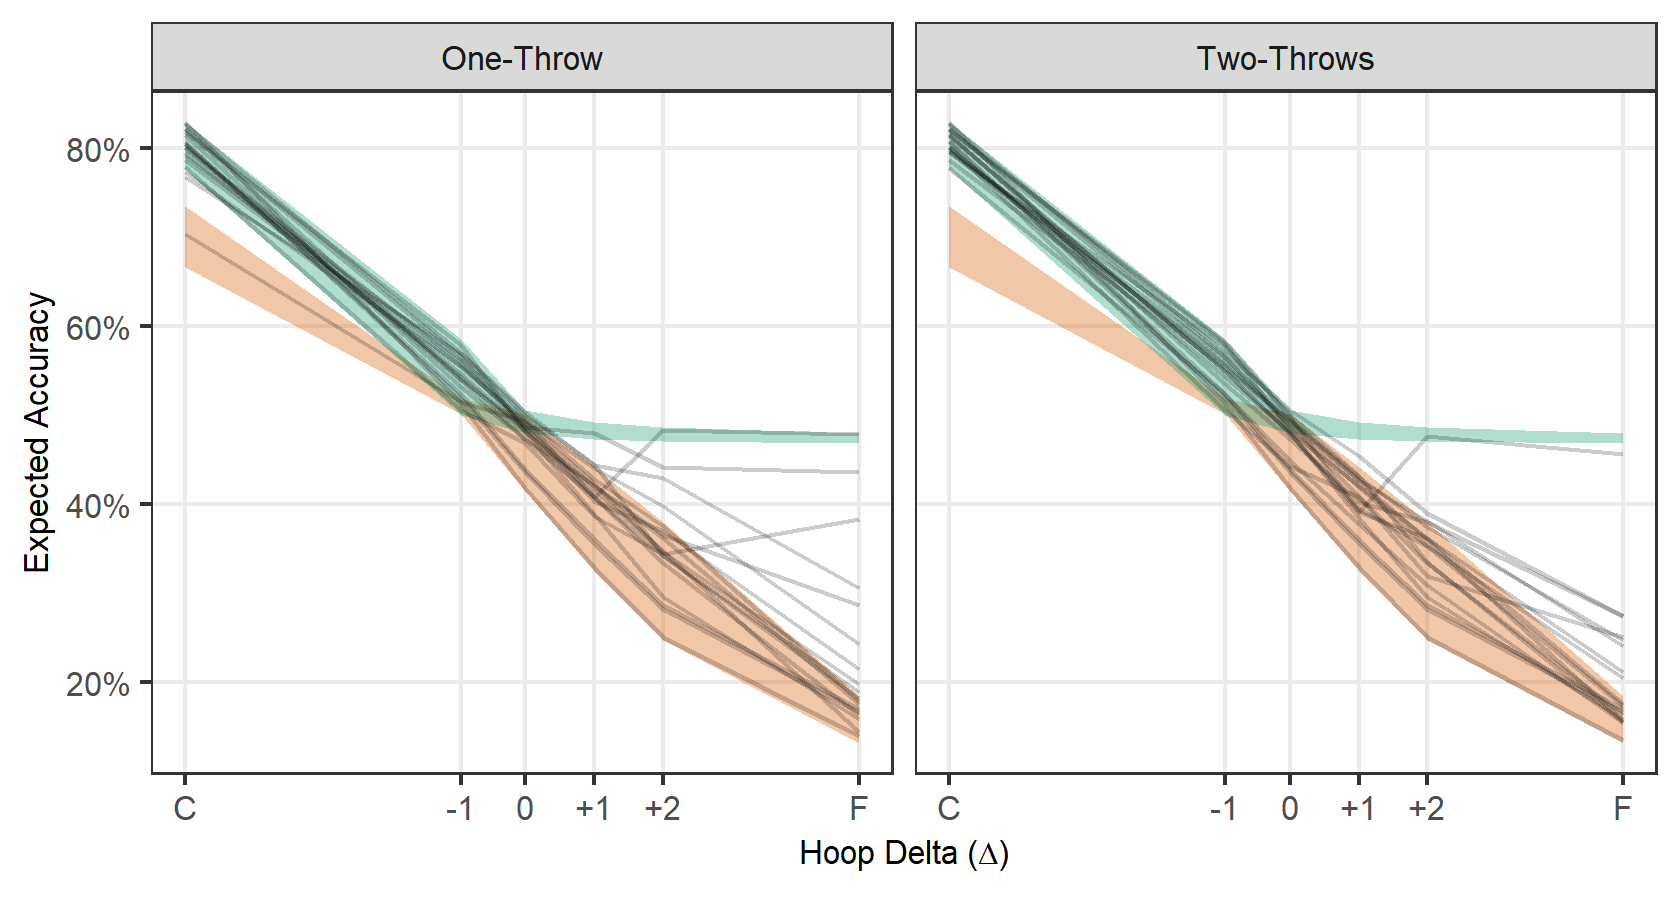 One-Throw
Two-Throws
Expected Accuracy
80%
60%
40%
20%
C -1 0 +1 +2 F
C -1 0 +1 +2 F
Hoop Delta (Δ)